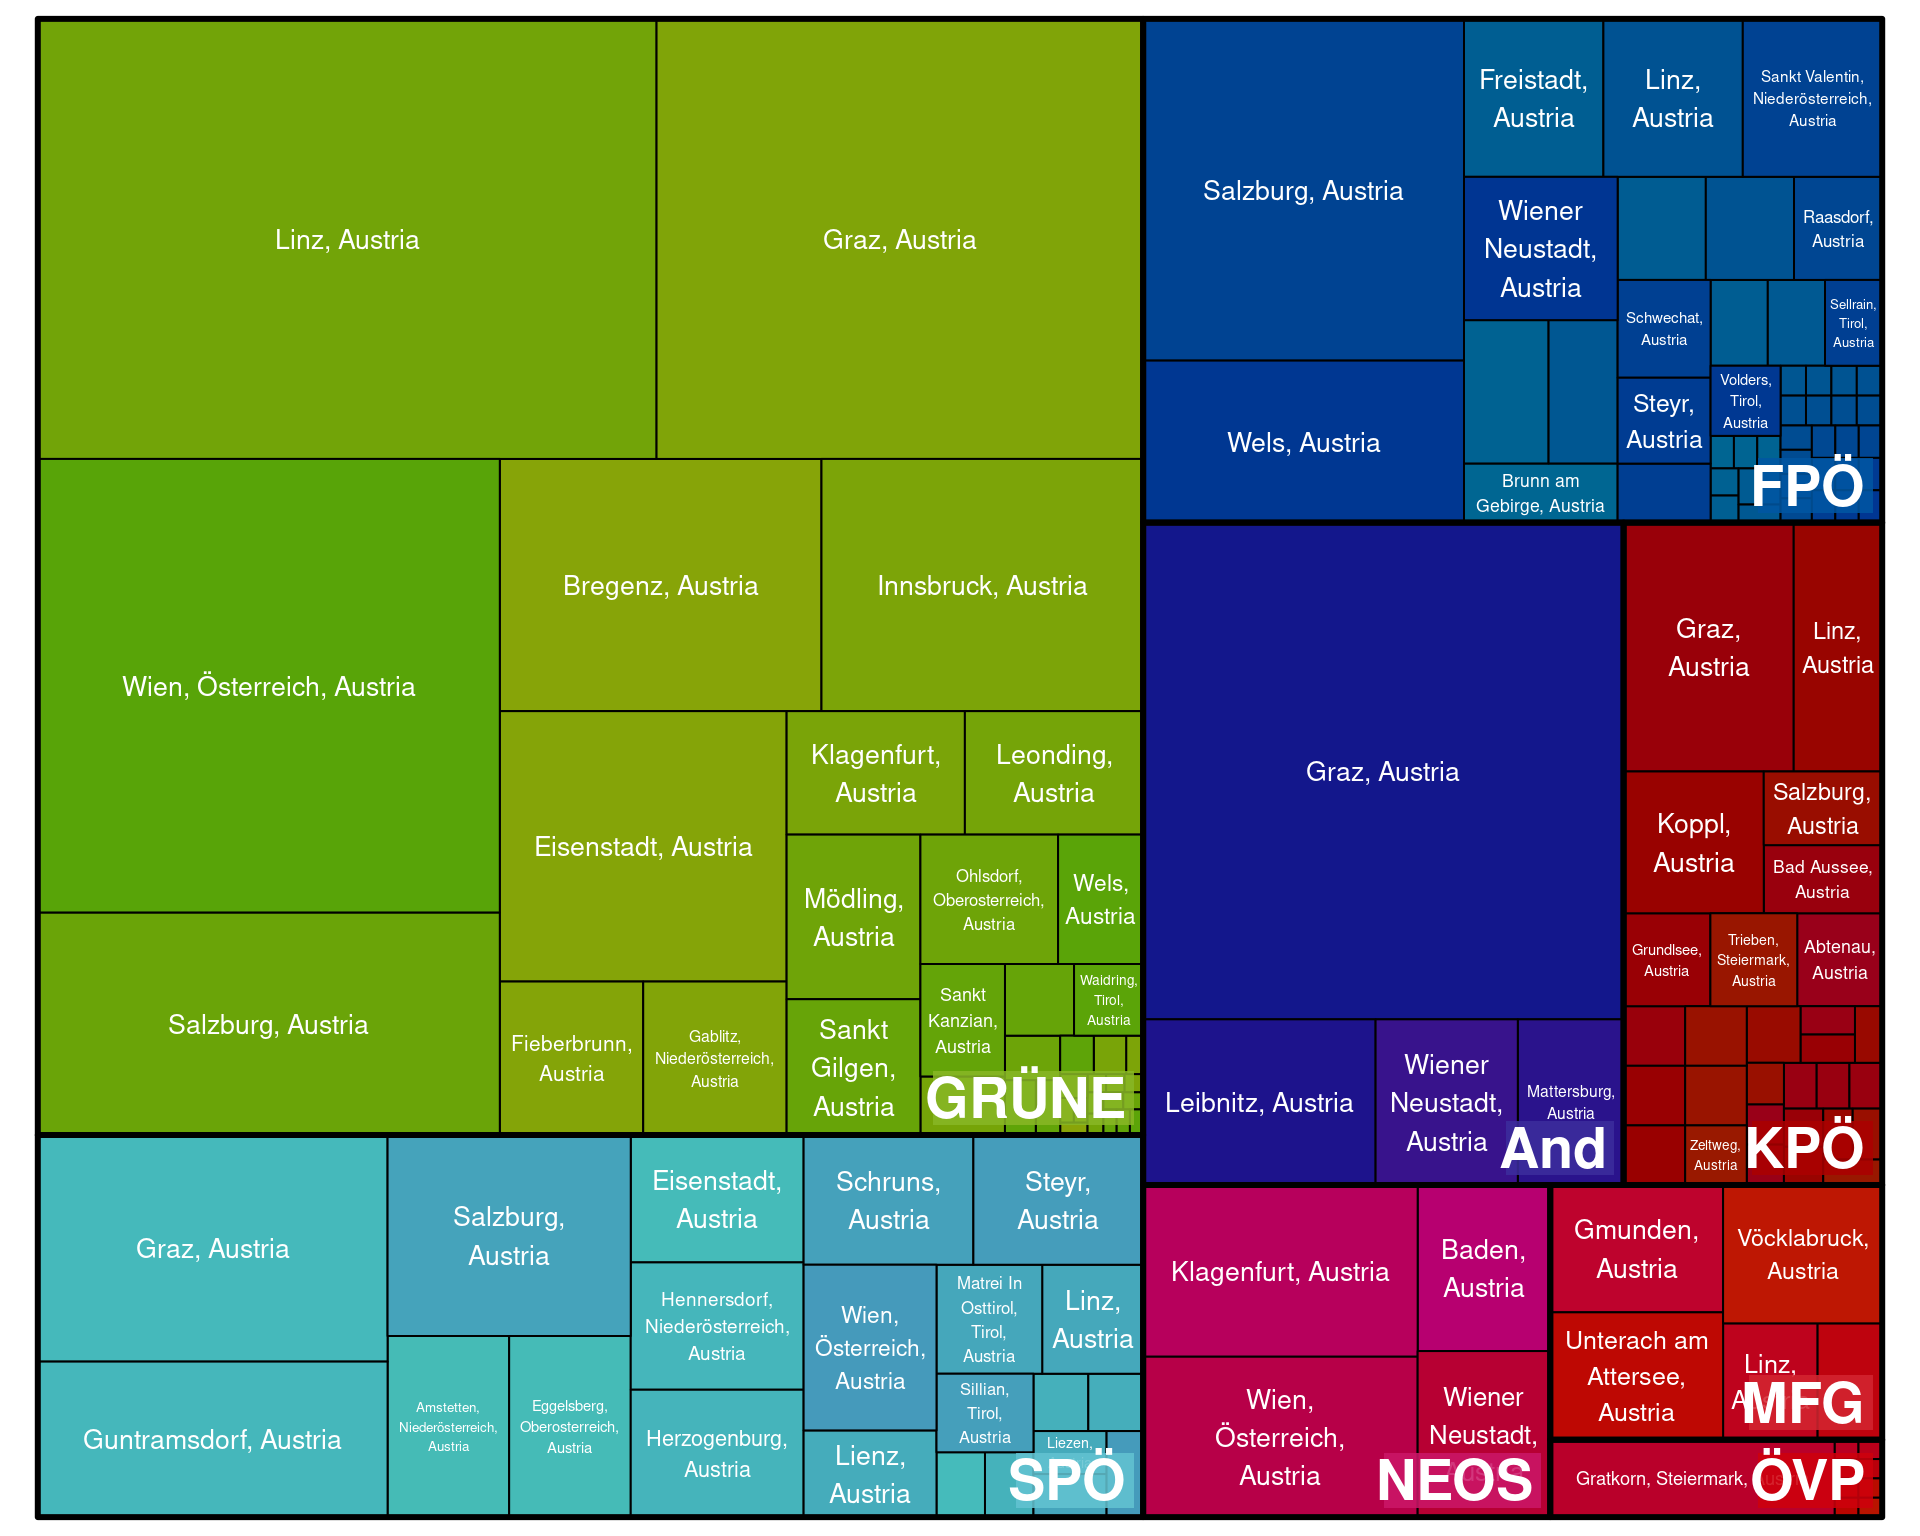 Linz, Austria
Graz, Austria
Wien, Österreich, Austria
Bregenz, Austria
Innsbruck, Austria
Eisenstadt, Austria
Klagenfurt,
Austria
Leonding,
Austria
Mödling,
Austria
Ohlsdorf,
Oberosterreich,
Austria
Wels,
Austria
Salzburg, Austria
Fieberbrunn,
Austria
Gablitz,
Niederösterreich,
Austria
Sankt
Gilgen,
Austria
Sankt
Kanzian,
Austria
Waidring,
Tirol,
Austria
GRÜNE
Salzburg, Austria
Wels, Austria
Freistadt,
Austria
Linz,
Austria
Sankt Valentin,
Niederösterreich,
Austria
Wiener
Neustadt,
Austria
Raasdorf,
Austria
Schwechat,
Austria
Sellrain,
Tirol,
Austria
Steyr,
Austria
Volders,
Tirol,
Austria
Brunn am
Gebirge, Austria
FPÖ
Graz, Austria
Leibnitz, Austria
Wiener
Neustadt,
Austria
Mattersburg,
Austria
And
Graz,
Austria
Linz,
Austria
Koppl,
Austria
Salzburg,
Austria
Bad Aussee,
Austria
Grundlsee,
Austria
Trieben,
Steiermark,
Austria
Abtenau,
Austria
Zeltweg,
Austria
KPÖ
Graz, Austria
Guntramsdorf, Austria
Salzburg,
Austria
Amstetten,
Niederösterreich,
Austria
Eggelsberg,
Oberosterreich,
Austria
Eisenstadt,
Austria
Hennersdorf,
Niederösterreich,
Austria
Herzogenburg,
Austria
Schruns,
Austria
Steyr,
Austria
Wien,
Österreich,
Austria
Matrei In
Osttirol,
Tirol,
Austria
Linz,
Austria
Sillian,
Tirol,
Austria
Lienz,
Austria
Liezen,
SPÖ
Klagenfurt, Austria
Baden,
Austria
Wien,
Österreich,
Austria
Wiener
Neustadt,
Austria
NEOS
Gmunden,
Austria
Vöcklabruck,
Austria
Unterach am
Attersee,
Austria
Linz,
MFG
Gratkorn, Steiermark,
ÖVP